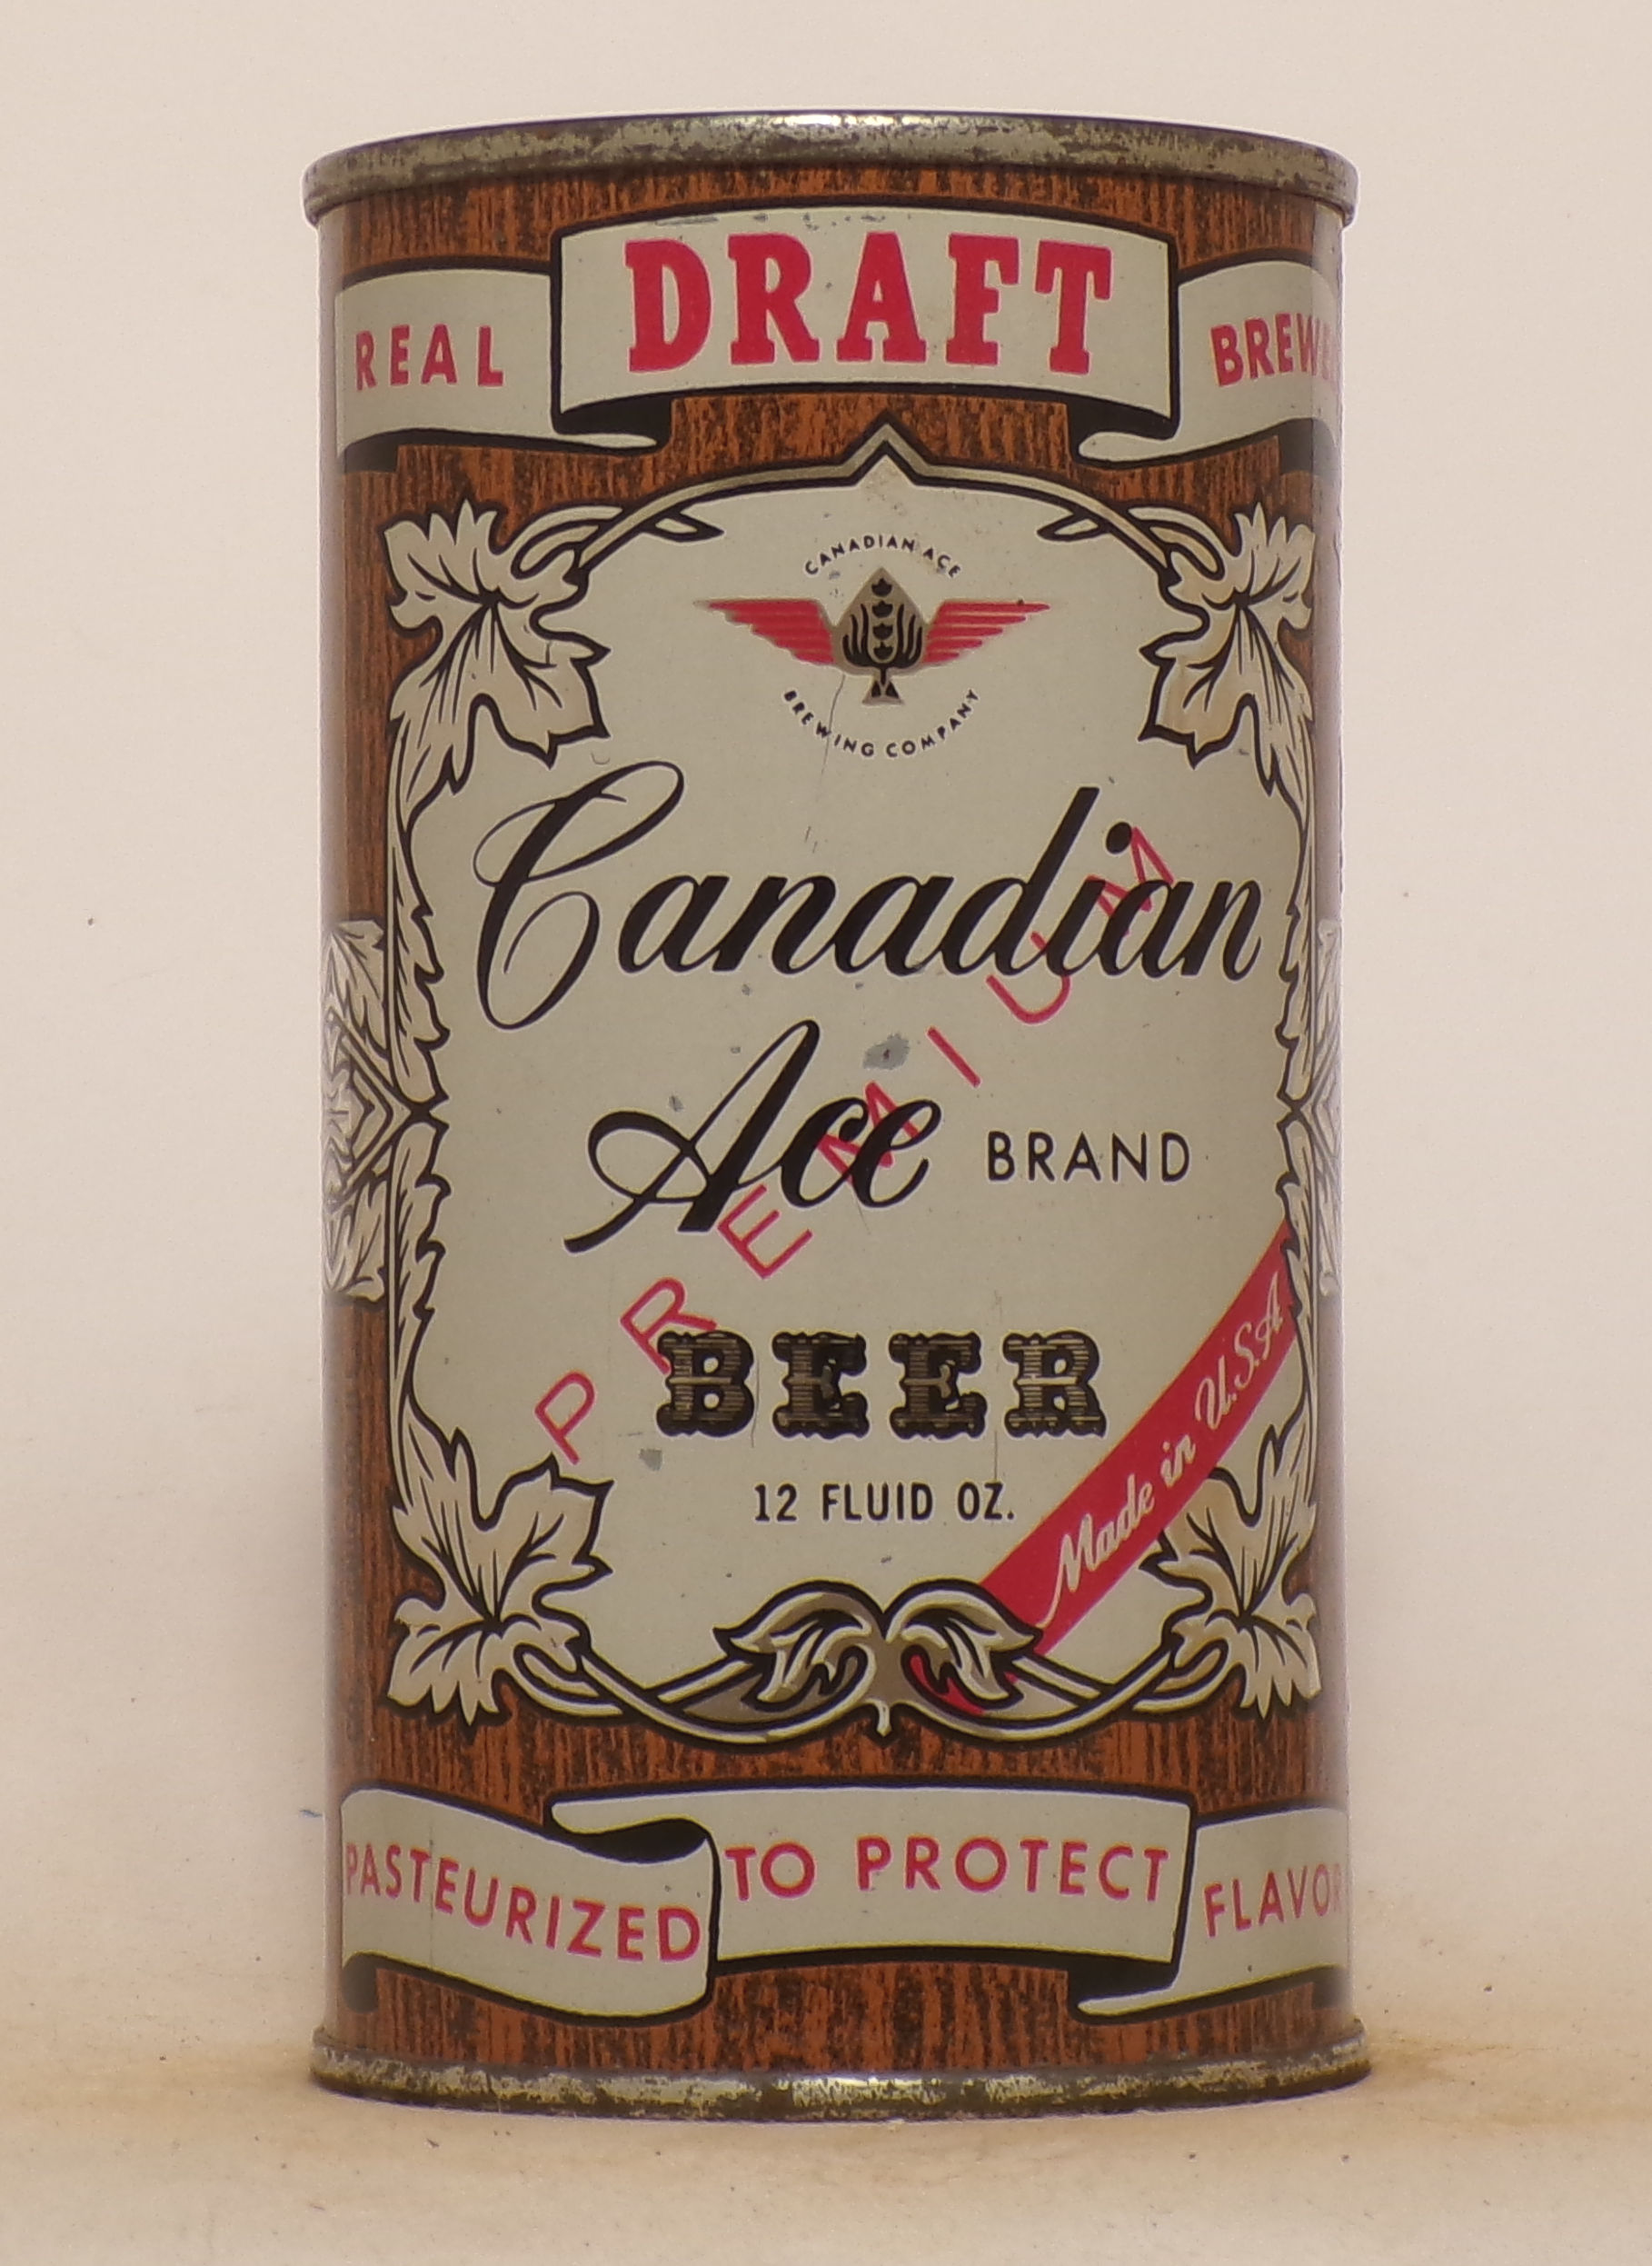 REAL DRAFT
CANADIAN ACE
BREWING COMPANY
Canadian
Ace BRAND
PREMIUM
BEER
12 FLUID OZ.
Made in U.S.A
PASTEURIZED TO PROTECT FLAVOR